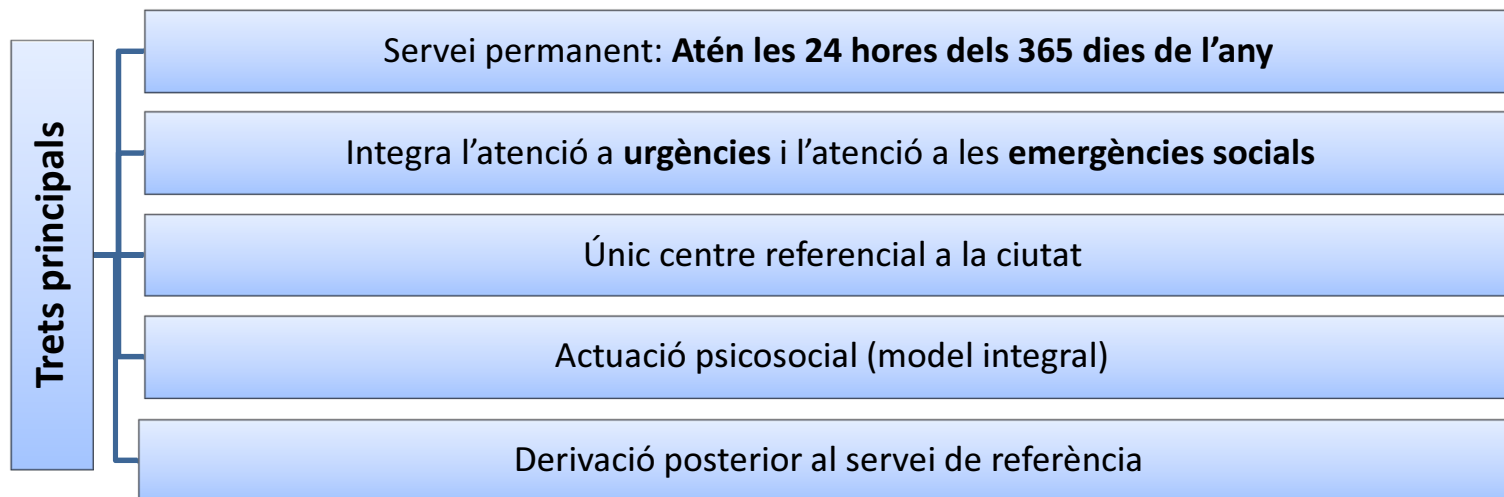 Trets principals
Servei permanent: Atén les 24 hores dels 365 dies de l’any
Integra l’atenció a urgències i l’atenció a les emergències socials
Únic centre referencial a la ciutat
Actuació psicosocial (model integral)
Derivació posterior al servei de referència